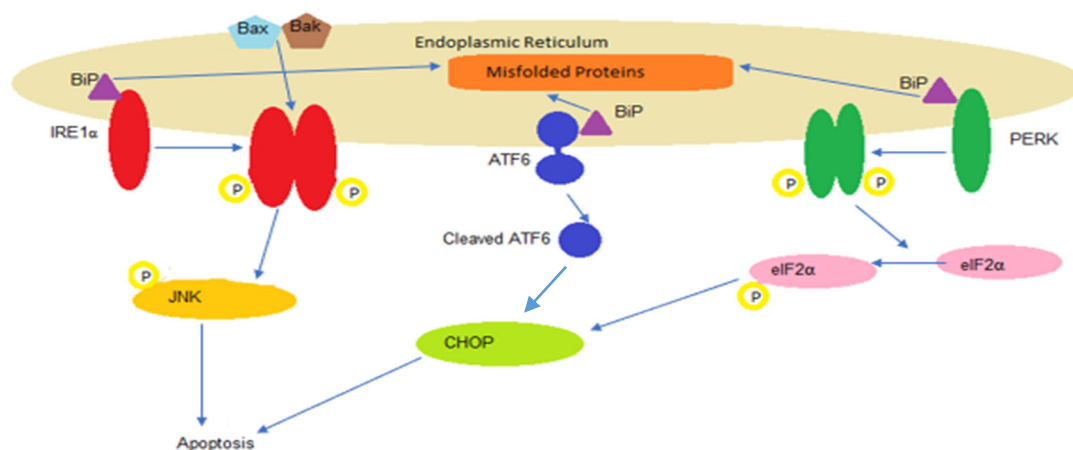 Bax
Bak
Endoplasmic Reticulum
BiP
Misfolded Proteins
BiP
BiP
IRE1α
ATF6
PERK
P
P
P
P
Cleaved ATF6
P
JNK
eIF2α
eIF2α
P
CHOP
Apoptosis